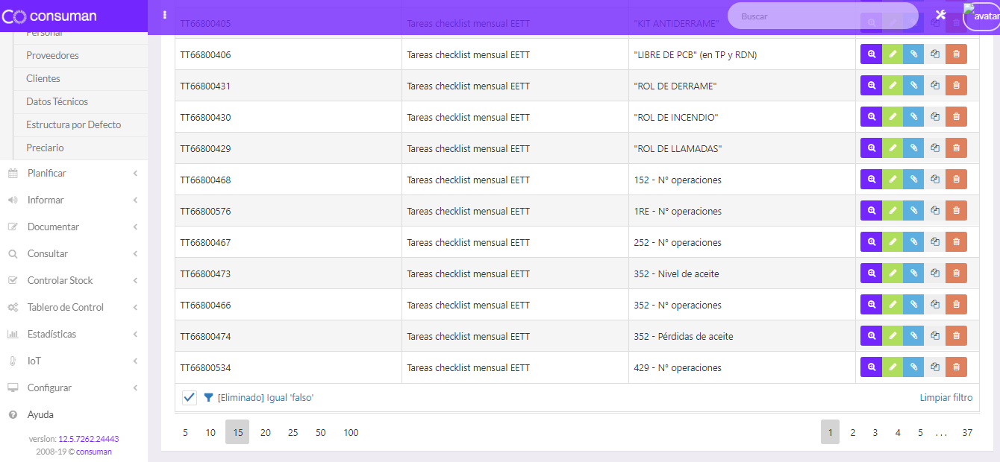 consuman
Buscar
avatar
Personal
Proveedores
Clientes
Datos Técnicos
Estructura por Defecto
Preciario
Planificar
Informar
Documentar
Consultar
Controlar Stock
Tablero de Control
Estadísticas
IoT
Configurar
Ayuda
version: 12.5.7262.24443
2008-19 © consuman
TT66800405 Tareas checklist mensual EETT "KIT ANTIDERRAME"
TT66800406 Tareas checklist mensual EETT "LIBRE DE PCB" (en TP y RDN)
TT66800431 Tareas checklist mensual EETT "ROL DE DERRAME"
TT66800430 Tareas checklist mensual EETT "ROL DE INCENDIO"
TT66800429 Tareas checklist mensual EETT "ROL DE LLAMADAS"
TT66800468 Tareas checklist mensual EETT 152 - N° operaciones
TT66800576 Tareas checklist mensual EETT 1RE - N° operaciones
TT66800467 Tareas checklist mensual EETT 252 - N° operaciones
TT66800473 Tareas checklist mensual EETT 352 - Nivel de aceite
TT66800466 Tareas checklist mensual EETT 352 - N° operaciones
TT66800474 Tareas checklist mensual EETT 352 - Pérdidas de aceite
TT66800534 Tareas checklist mensual EETT 429 - N° operaciones
[Eliminado] Igual 'falso' Limpiar filtro
5 10 15 20 25 50 100 1 2 3 4 5 ... 37